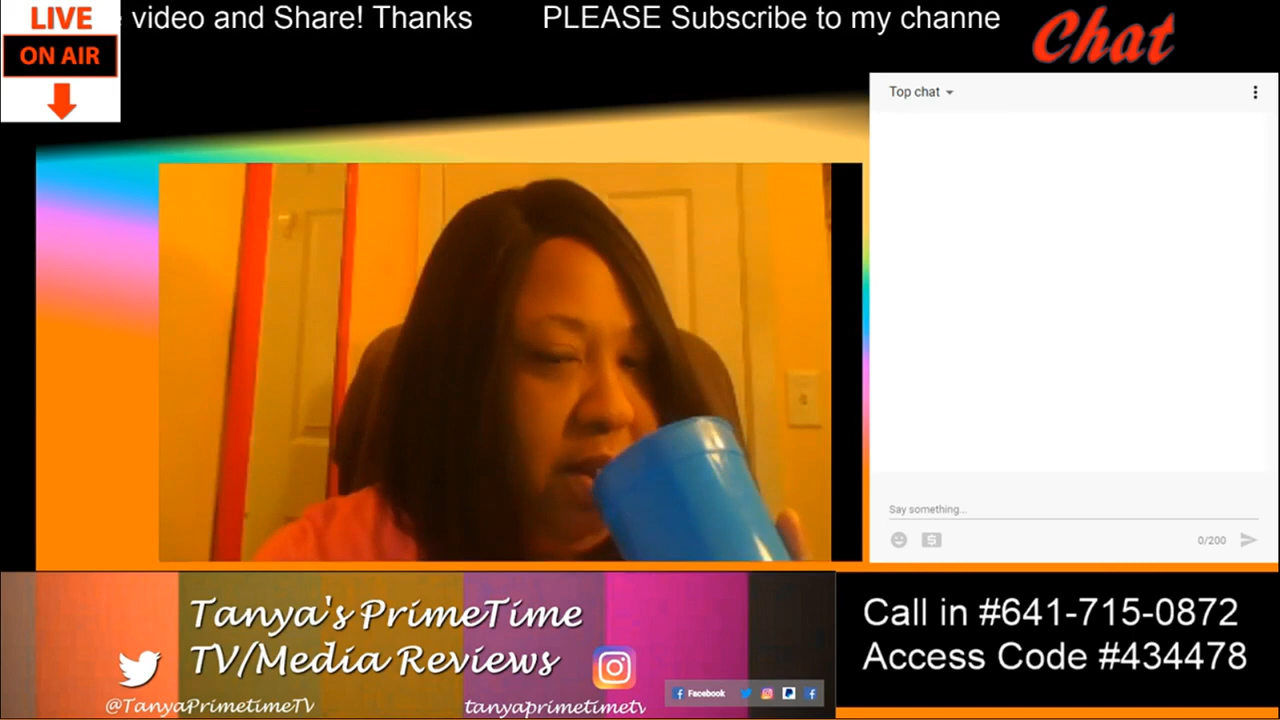 LIVE
ON AIR
video and Share! Thanks
PLEASE Subscribe to my channe
Chat
Top chat
Say something...
0/200
Tanya's PrimeTime
TV/Media Reviews
@TanyaPrimetimeTV
tanyaprimetimetv
Facebook
Call in #641-715-0872
Access Code #434478